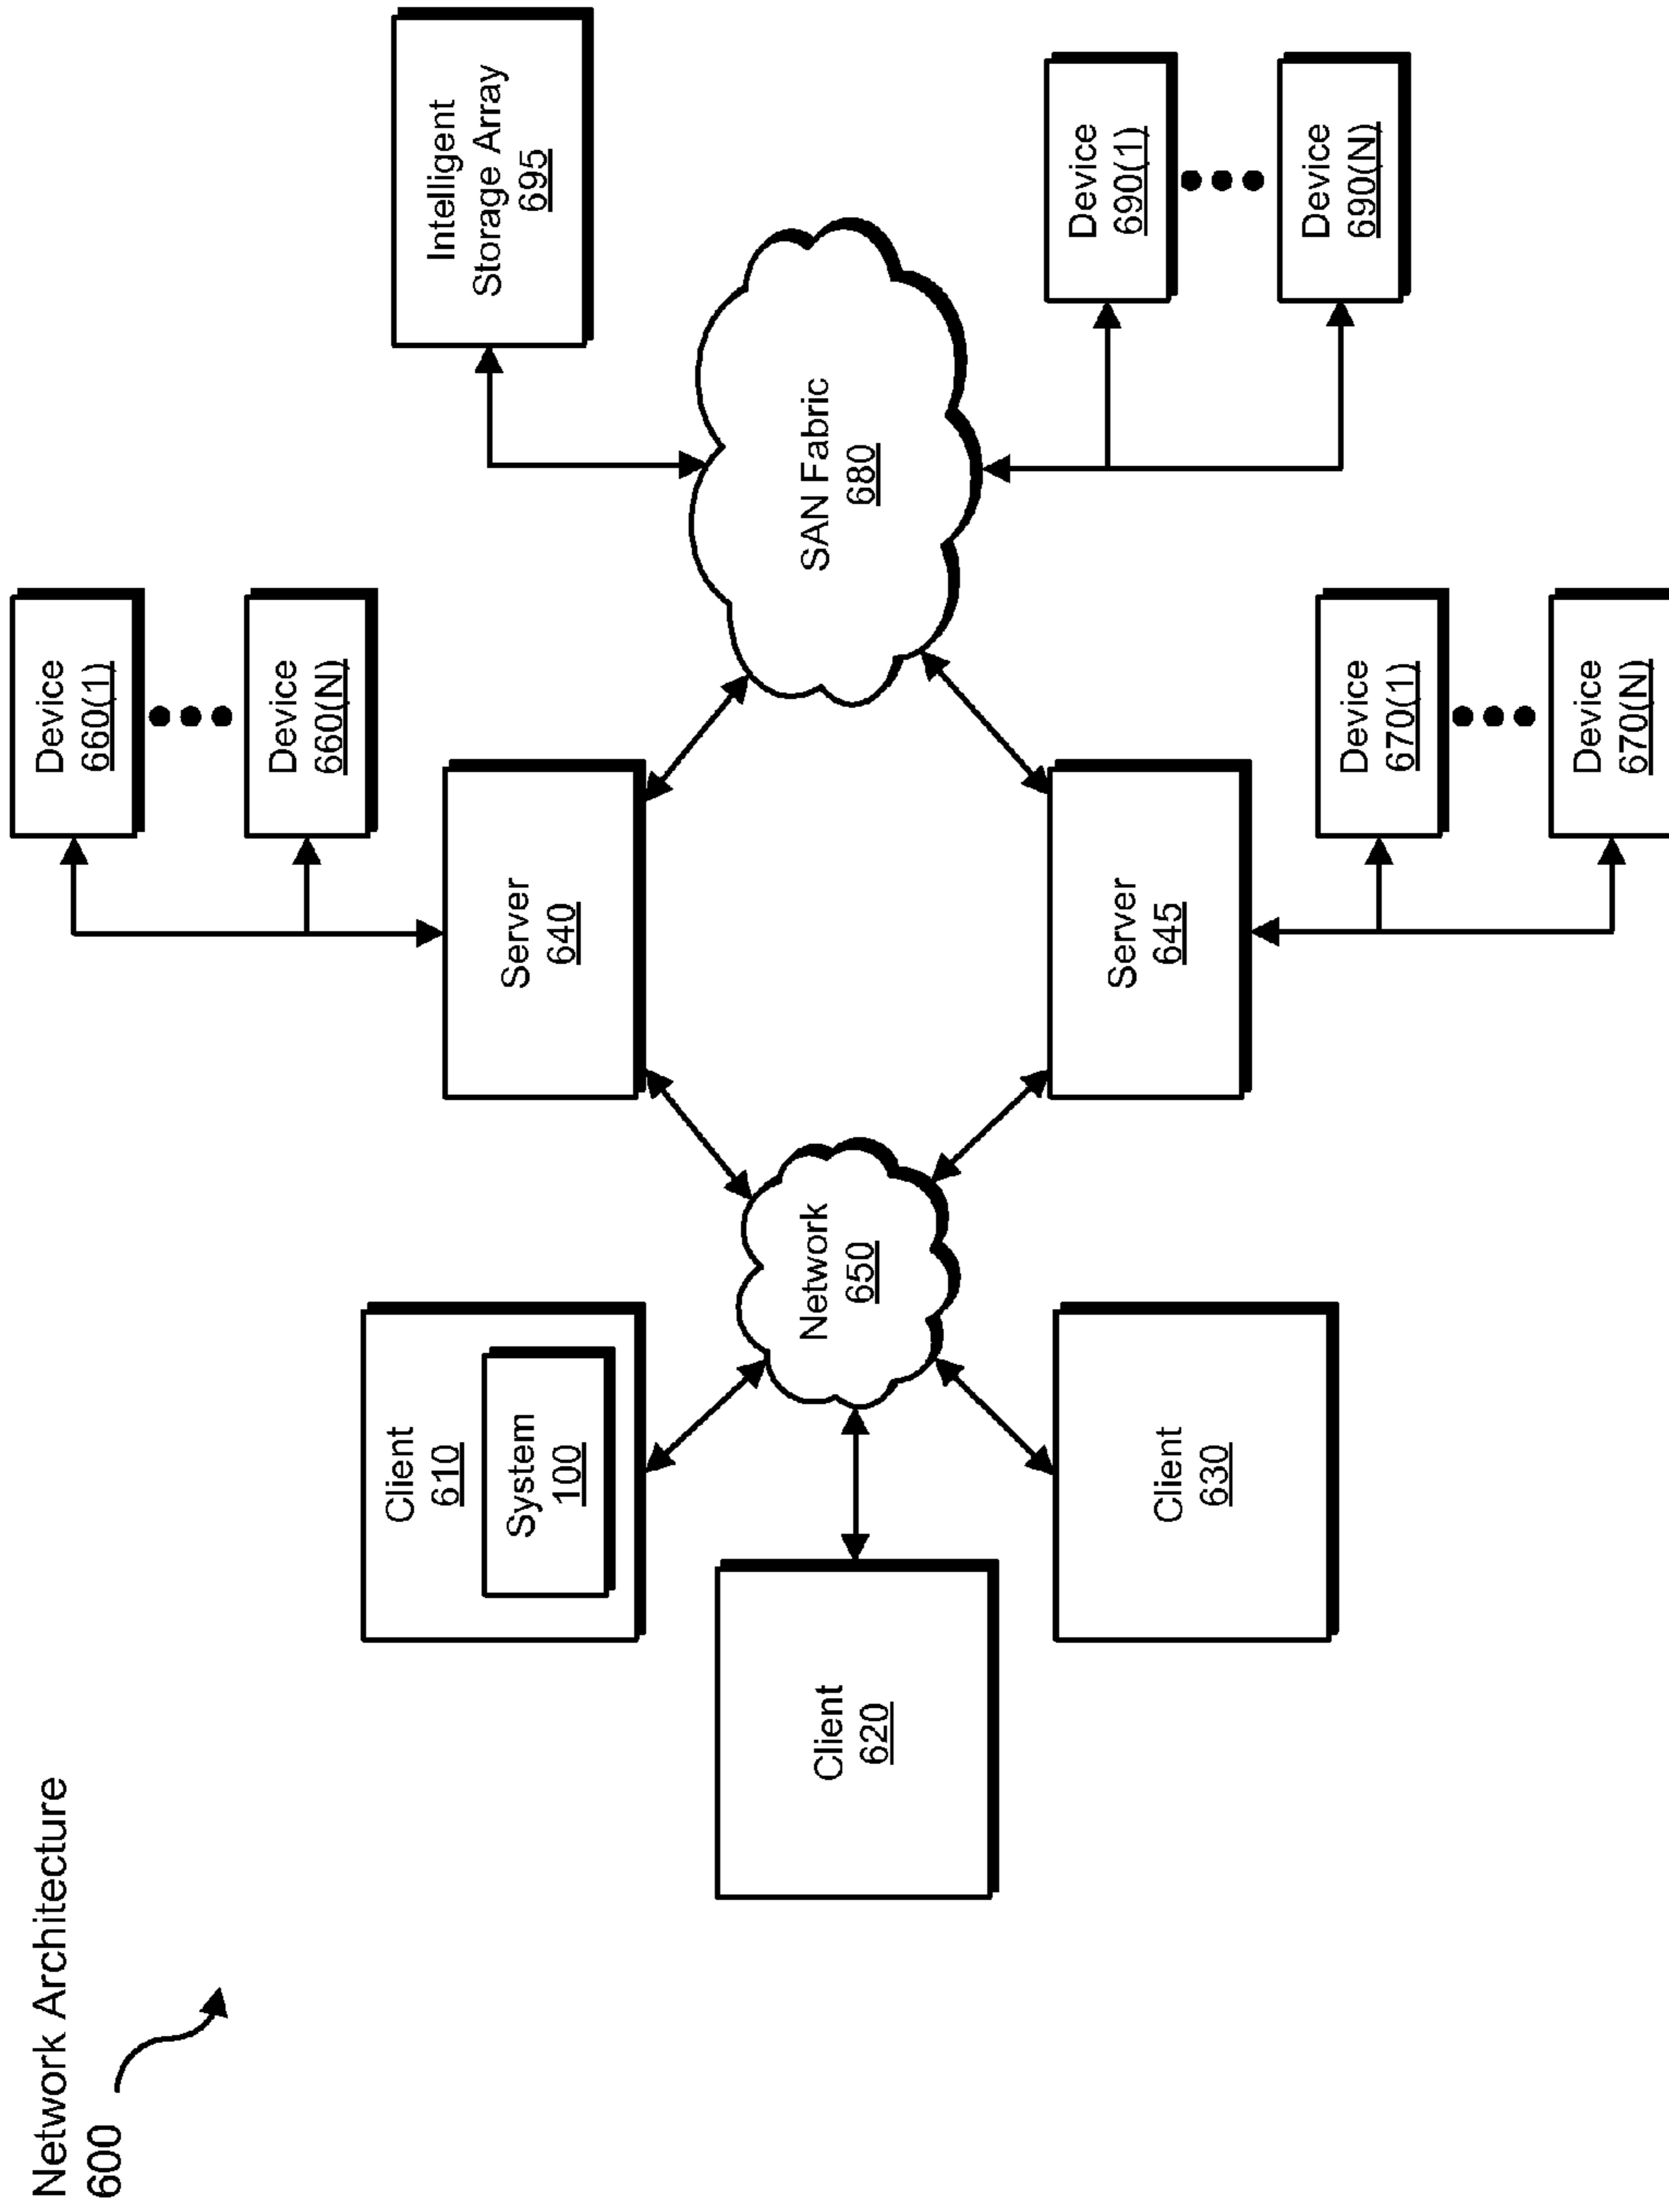 Network Architecture
600
Device
660(1)
Device
660(N)
Intelligent
Storage Array
695
Client
610
System
100
Server
640
Client
620
Network
650
SAN Fabric
680
Client
630
Server
645
Device
690(1)
Device
690(N)
Device
670(1)
Device
670(N)